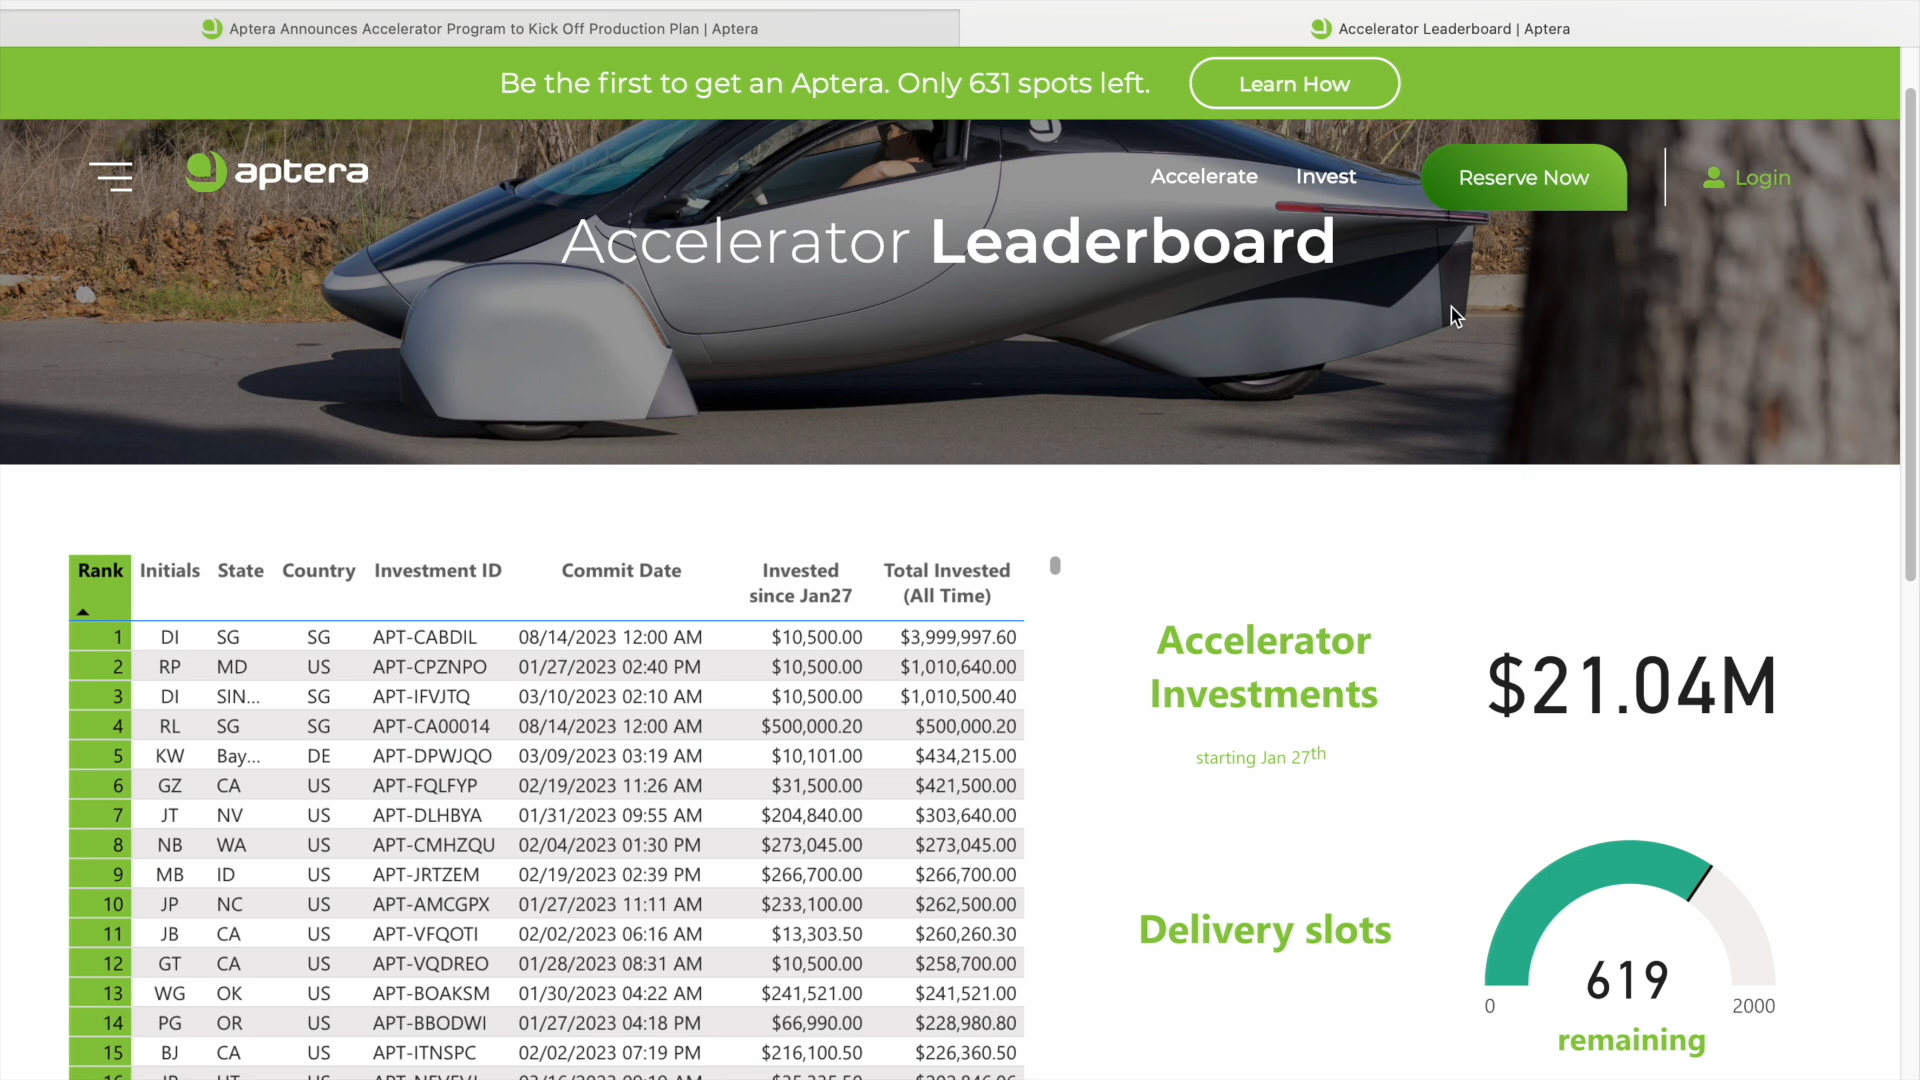 Aptera Announces Accelerator Program to Kick Off Production Plan | Aptera
Accelerator Leaderboard | Aptera
Be the first to get an Aptera. Only 631 spots left.
Learn How
aptera
Accelerate Invest
Reserve Now
Login
Accelerator Leaderboard
Rank Initials State Country Investment ID Commit Date Invested since Jan27 Total Invested (All Time)
1 DI SG SG APT-CABDIL 08/14/2023 12:00 AM $10,500.00 $3,999,997.60
2 RP MD US APT-CPZNPO 01/27/2023 02:40 PM $10,500.00 $1,010,640.00
3 DI SIN... SG APT-IFVJTQ 03/10/2023 02:10 AM $10,500.00 $1,010,500.40
4 RL SG SG APT-CA00014 08/14/2023 12:00 AM $500,000.20 $500,000.20
5 KW Bay... DE APT-DPWJQO 03/09/2023 03:19 AM $10,101.00 $434,215.00
6 GZ CA US APT-FQLFYP 02/19/2023 11:26 AM $31,500.00 $421,500.00
7 JT NV US APT-DLHBYA 01/31/2023 09:55 AM $204,840.00 $303,640.00
8 NB WA US APT-CMHZQU 02/04/2023 01:30 PM $273,045.00 $273,045.00
9 MB ID US APT-JRTZEM 02/19/2023 02:39 PM $266,700.00 $266,700.00
10 JP NC US APT-AMCGPX 01/27/2023 11:11 AM $233,100.00 $262,500.00
11 JB CA US APT-VFQOTI 02/02/2023 06:16 AM $13,303.50 $260,260.30
12 GT CA US APT-VQDREO 01/28/2023 08:31 AM $10,500.00 $258,700.00
13 WG OK US APT-BOAKSM 01/30/2023 04:22 AM $241,521.00 $241,521.00
14 PG OR US APT-BBODWI 01/27/2023 04:18 PM $66,990.00 $228,980.80
15 BJ CA US APT-ITNSPC 02/02/2023 07:19 PM $216,100.50 $226,360.50
Accelerator
Investments
starting Jan 27th
$21.04M
Delivery slots
619
0 2000
remaining